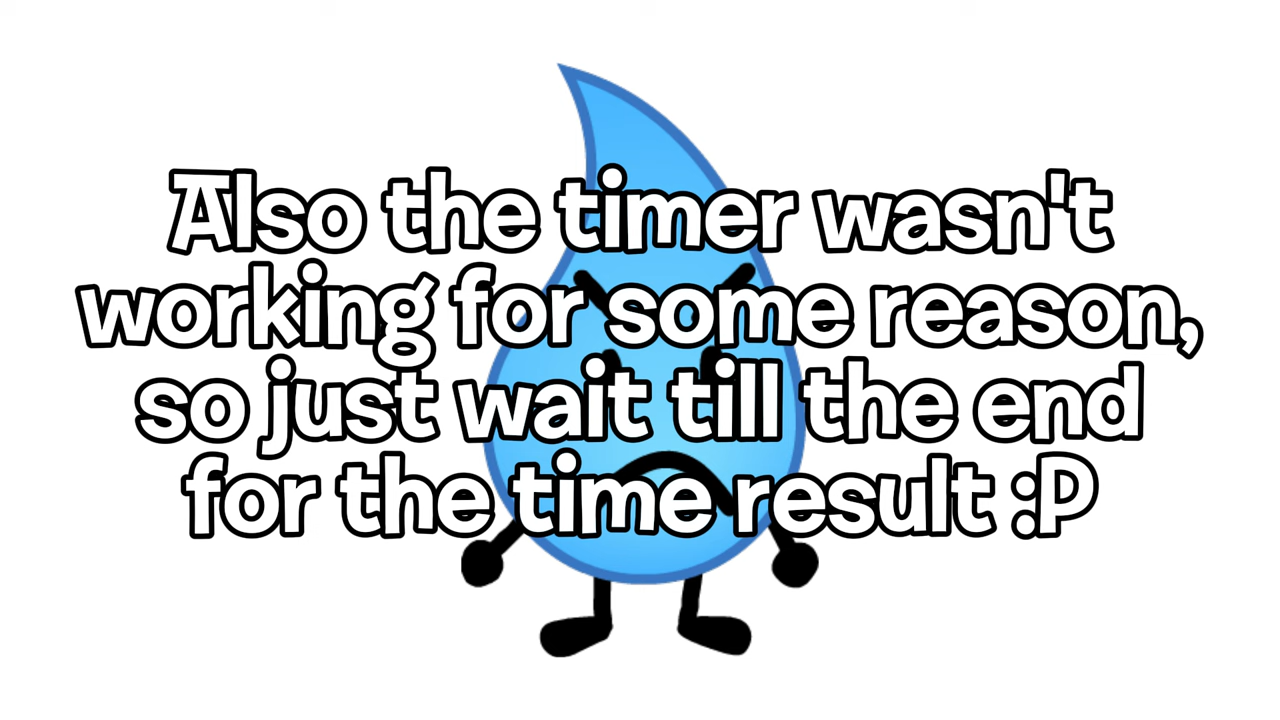 Also the timer wasn't
working for some reason,
so just wait till the end
for the time result :P